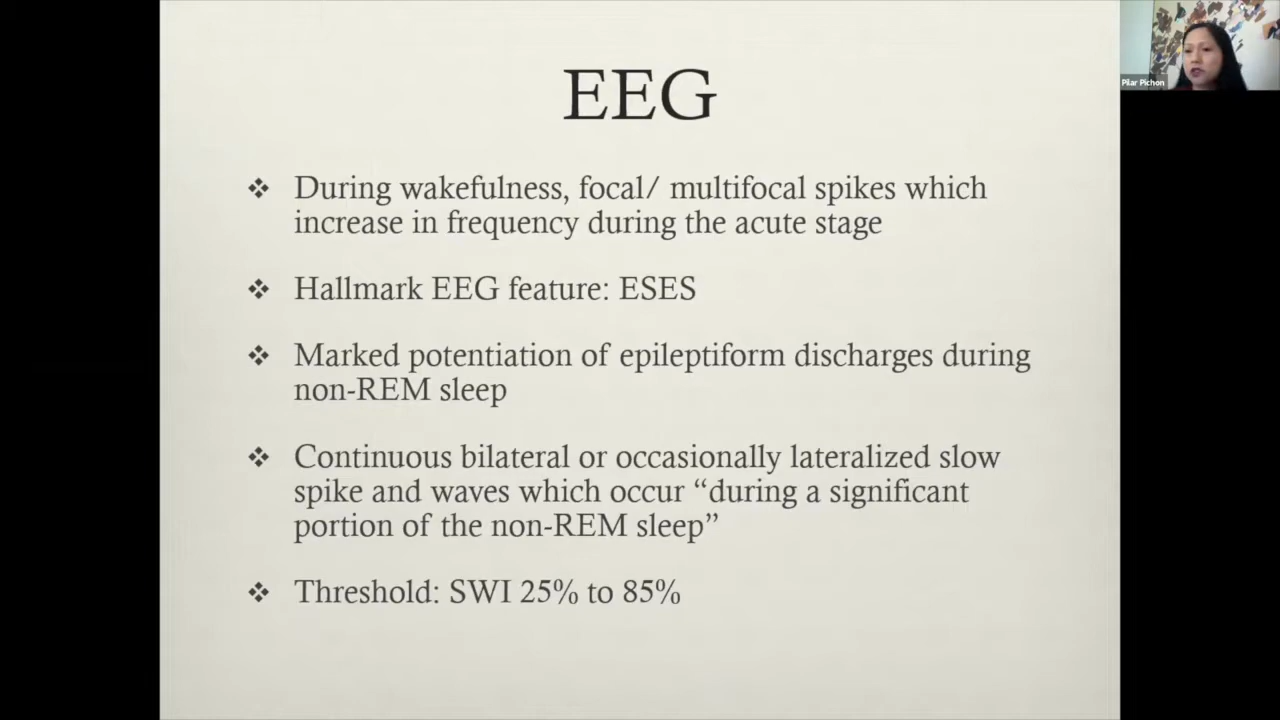 EEG
Pilar Pichon
❖ During wakefulness, focal/ multifocal spikes which
increase in frequency during the acute stage
❖ Hallmark EEG feature: ESES
❖ Marked potentiation of epileptiform discharges during
non-REM sleep
❖ Continuous bilateral or occasionally lateralized slow
spike and waves which occur “during a significant
portion of the non-REM sleep”
❖ Threshold: SWI 25% to 85%